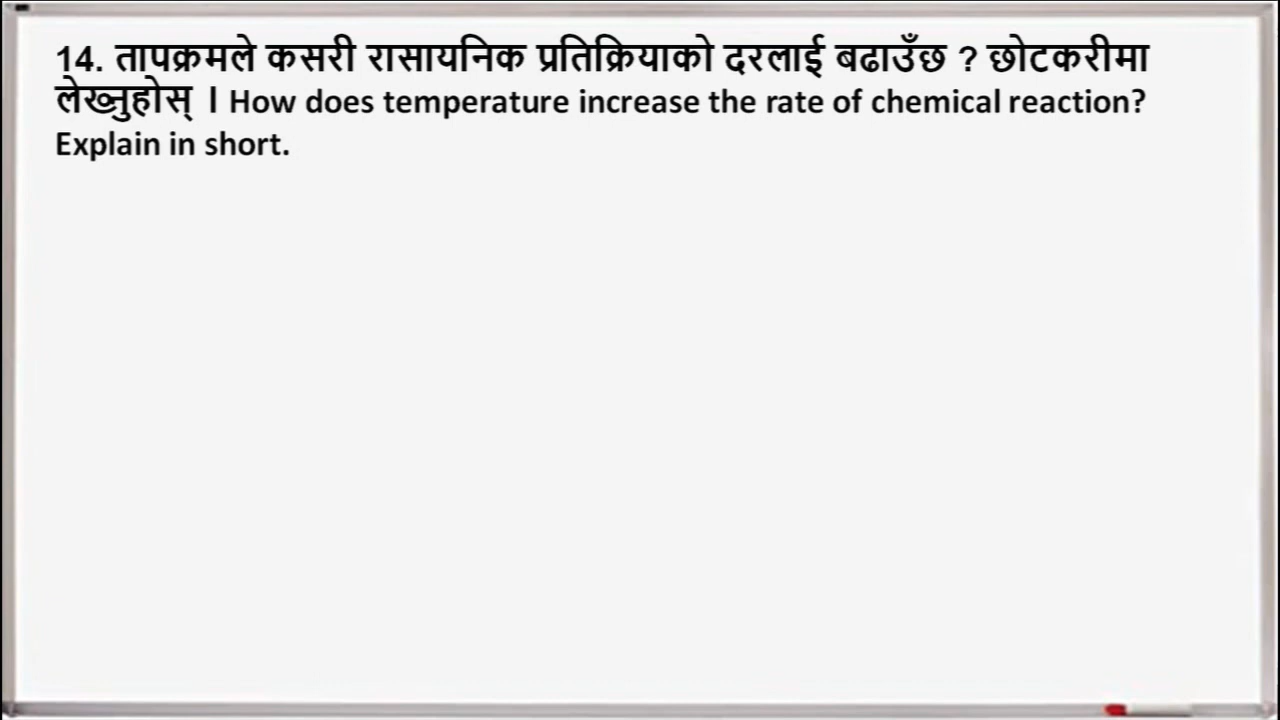 14. तापक्रमले कसरी रासायनिक प्रतिक्रियाको दरलाई बढाउँछ ? छोटकरीमा
लेख्नुहोस् । How does temperature increase the rate of chemical reaction?
Explain in short.